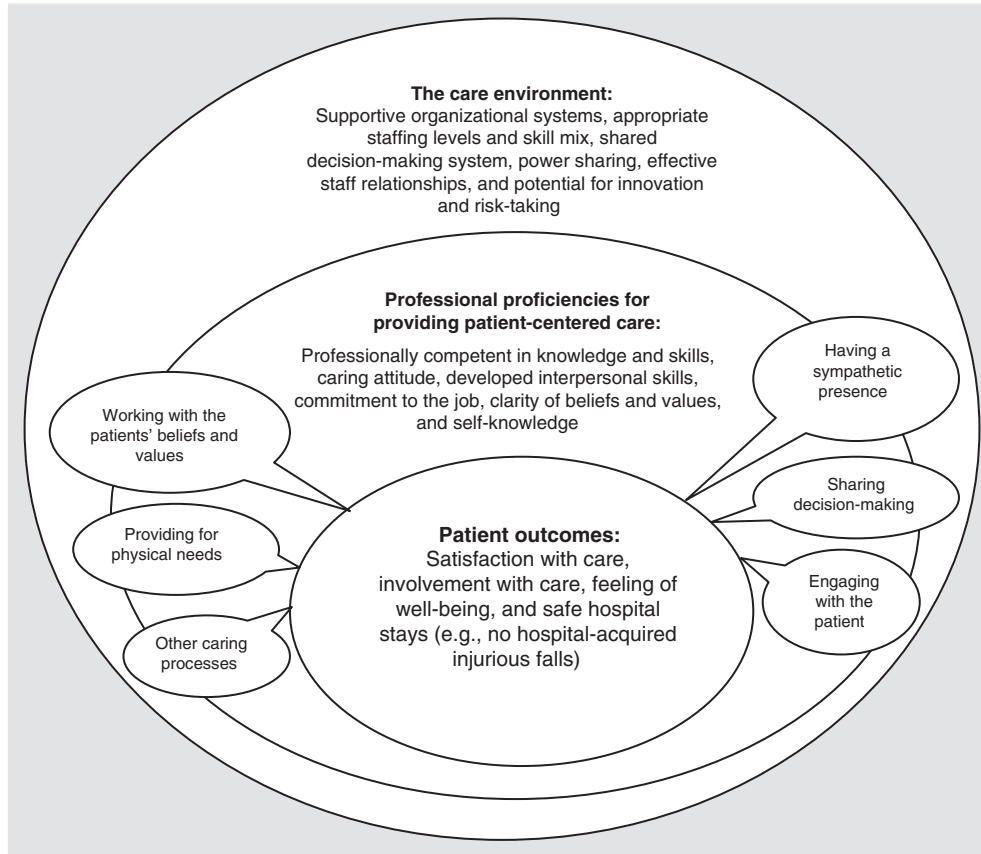 The care environment:
Supportive organizational systems, appropriate
staffing levels and skill mix, shared
decision-making system, power sharing, effective
staff relationships, and potential for innovation
and risk-taking
Professional proficiencies for
providing patient-centered care:
Professionally competent in knowledge and skills,
caring attitude, developed interpersonal skills,
commitment to the job, clarity of beliefs and values,
and self-knowledge
Having a
sympathetic
presence
Working with the
patients' beliefs and
values
Sharing
decision-making
Providing for
physical needs
Engaging
with the
patient
Other caring
processes
Patient outcomes:
Satisfaction with care,
involvement with care, feeling of
well-being, and safe hospital
stays (e.g., no hospital-acquired
injurious falls)